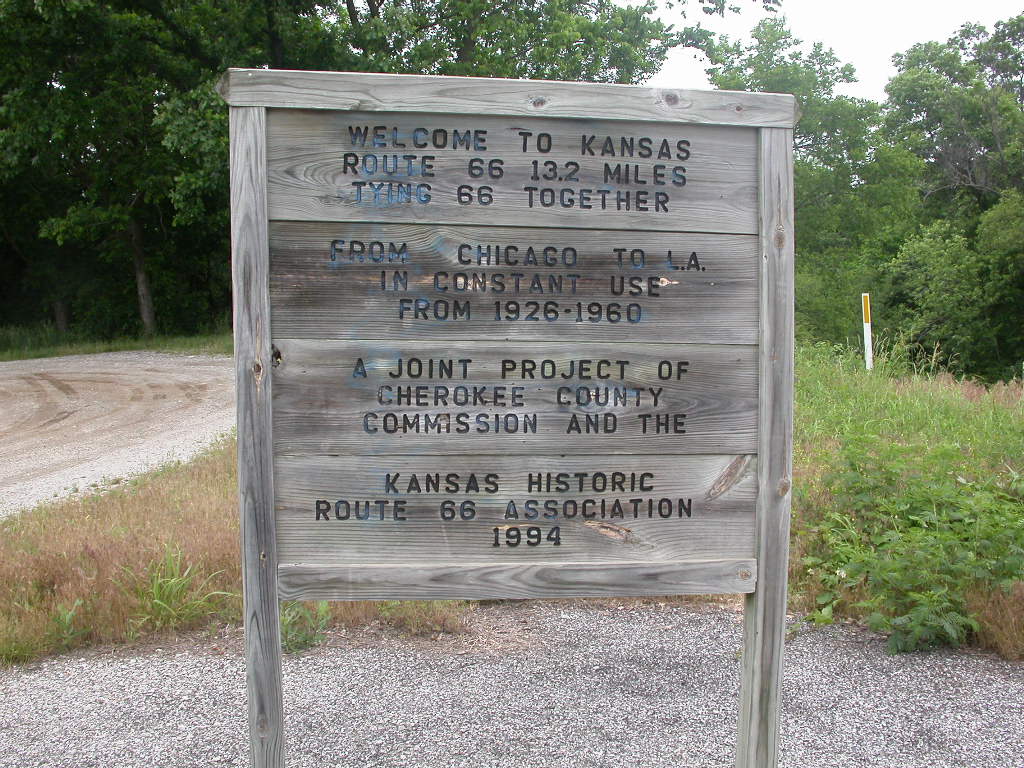 WELCOME TO KANSAS
ROUTE 66 13.2 MILES
TYING 66 TOGETHER
FROM CHICAGO TO L.A.
IN CONSTANT USE
FROM 1926-1960
A JOINT PROJECT OF
CHEROKEE COUNTY
COMMISSION AND THE
KANSAS HISTORIC
ROUTE 66 ASSOCIATION
1994